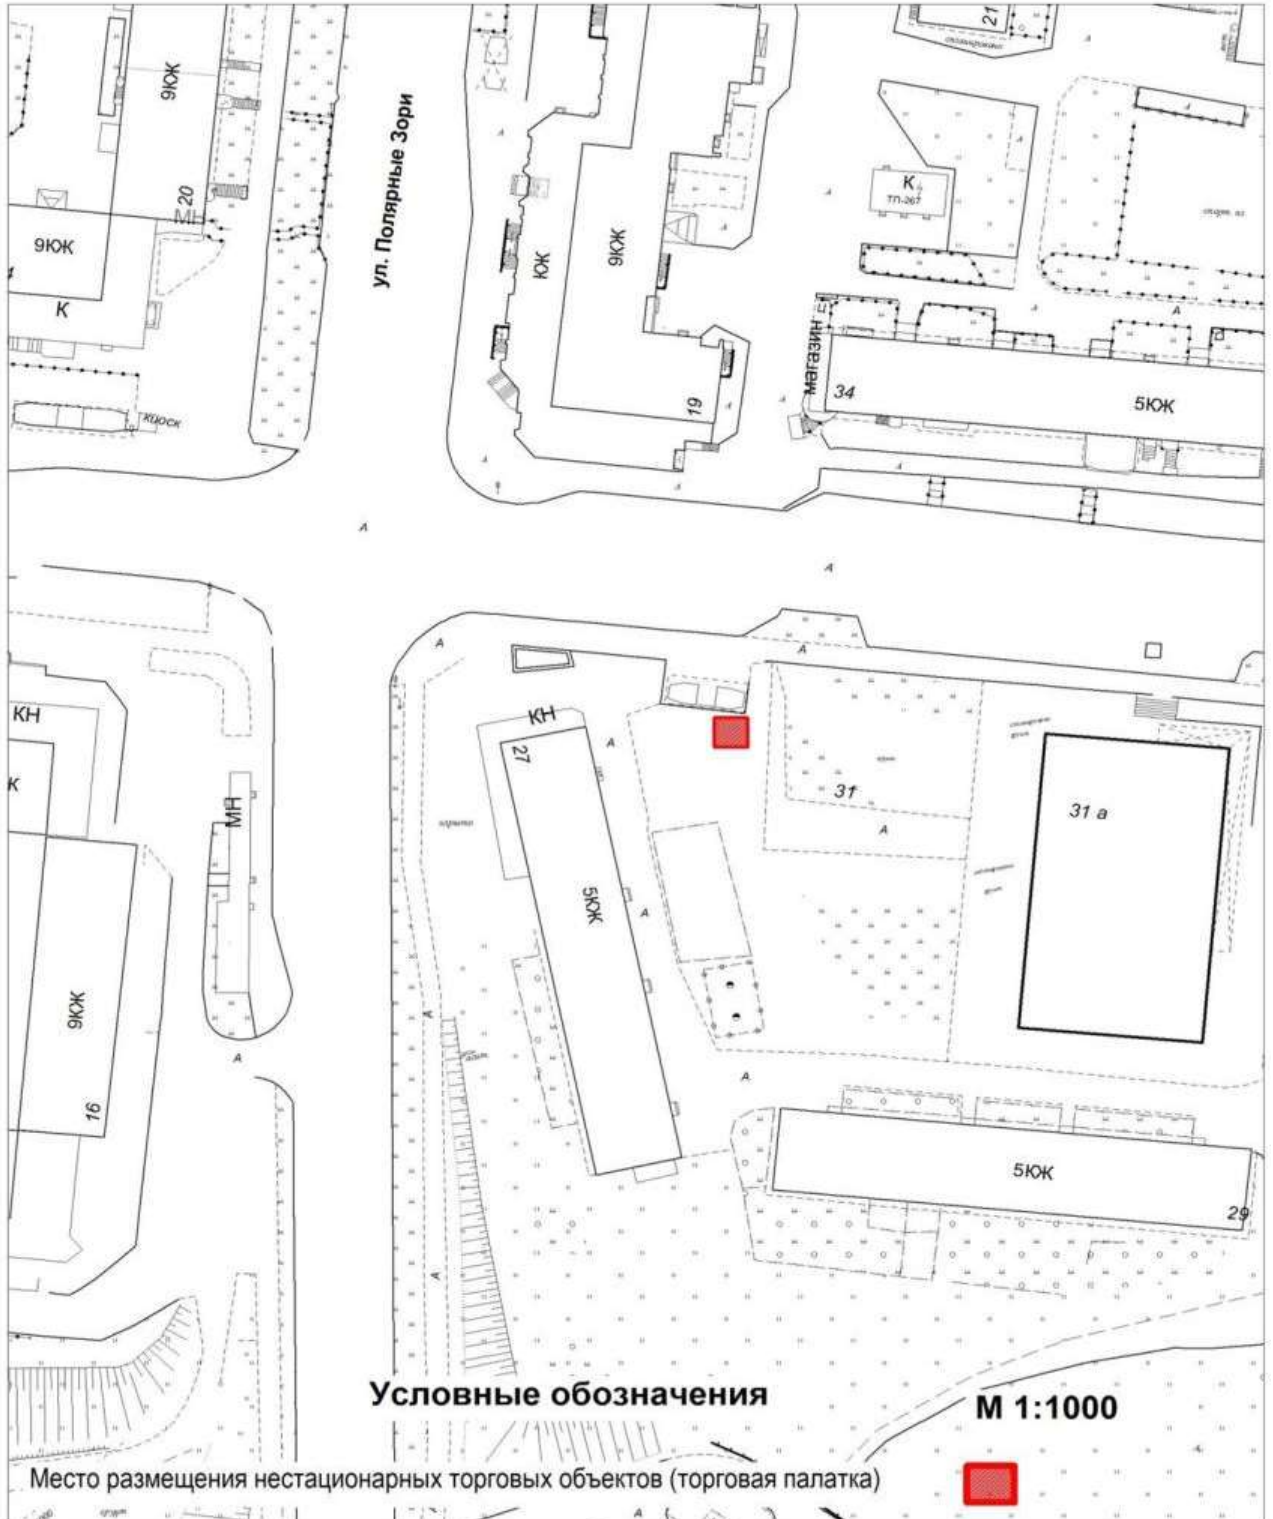 21
9КЖ
ул. Полярные Зори
20
МН
К
ТП-267
9КЖ
КЖ
9КЖ
К
магазин
34
5КЖ
19
киоск
А
А
А
А
КН
КН
27
А
К
31
31 а
МН
А
5КЖ
А
9КЖ
А
А
А
16
5КЖ
29
А
Условные обозначения
М 1:1000
Место размещения нестационарных торговых объектов (торговая палатка)
А